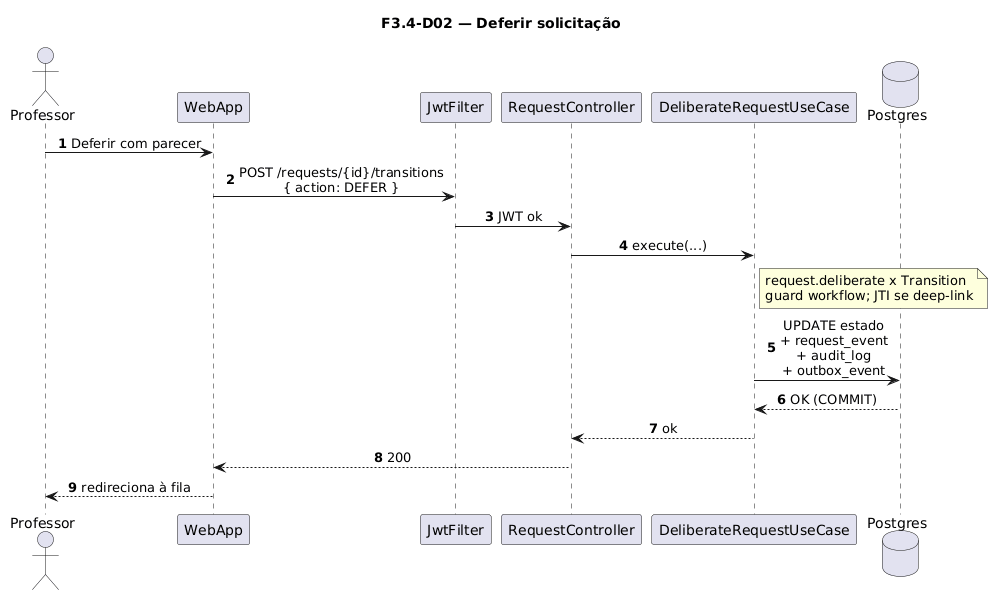 F3.4-D02 — Deferir solicitação
Professor
WebApp
JwtFilter
RequestController
DeliberateRequestUseCase
Postgres
1 Deferir com parecer
2 POST /requests/{id}/transitions
{ action: DEFER }
3 JWT ok
4 execute(...)
request.deliberate x Transition
guard workflow; JTI se deep-link
5 UPDATE estado
+ request_event
+ audit_log
+ outbox_event
6 OK (COMMIT)
7 ok
8 200
9 redireciona à fila
Professor
WebApp
JwtFilter
RequestController
DeliberateRequestUseCase
Postgres